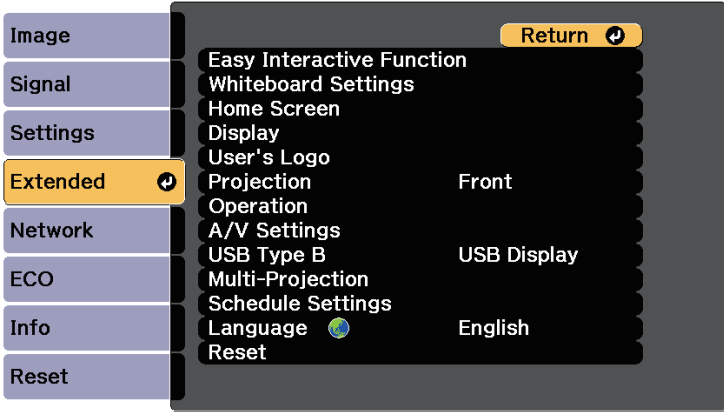 Image
Signal
Settings
Extended
Network
ECO
Info
Reset
Return
Easy Interactive Function
Whiteboard Settings
Home Screen
Display
User's Logo
Projection Front
Operation
A/V Settings
USB Type B USB Display
Multi-Projection
Schedule Settings
Language English
Reset